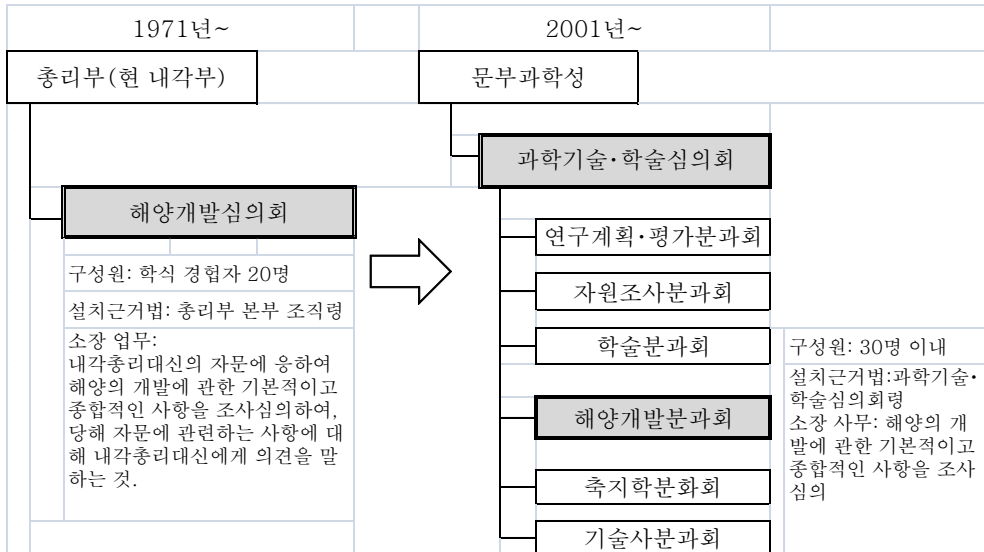 1971년~
2001년~
총리부(현 내각부)
문부과학성
과학기술·학술심의회
해양개발심의회
연구계획·평가분과회
구성원: 학식 경험자 20명
자원조사분과회
설치근거법: 총리부 본부 조직령
소장 업무:
내각총리대신의 자문에 응하여
해양의 개발에 관한 기본적이고
종합적인 사항을 조사심의하여,
당해 자문에 관련하는 사항에 대
해 내각총리대신에게 의견을 말
하는 것.
학술분과회
구성원: 30명 이내
설치근거법:과학기술·
학술심의회령
소장 사무: 해양의 개
발에 관한 기본적이고
종합적인 사항을 조사
심의
해양개발분과회
축지학분화회
기술사분과회